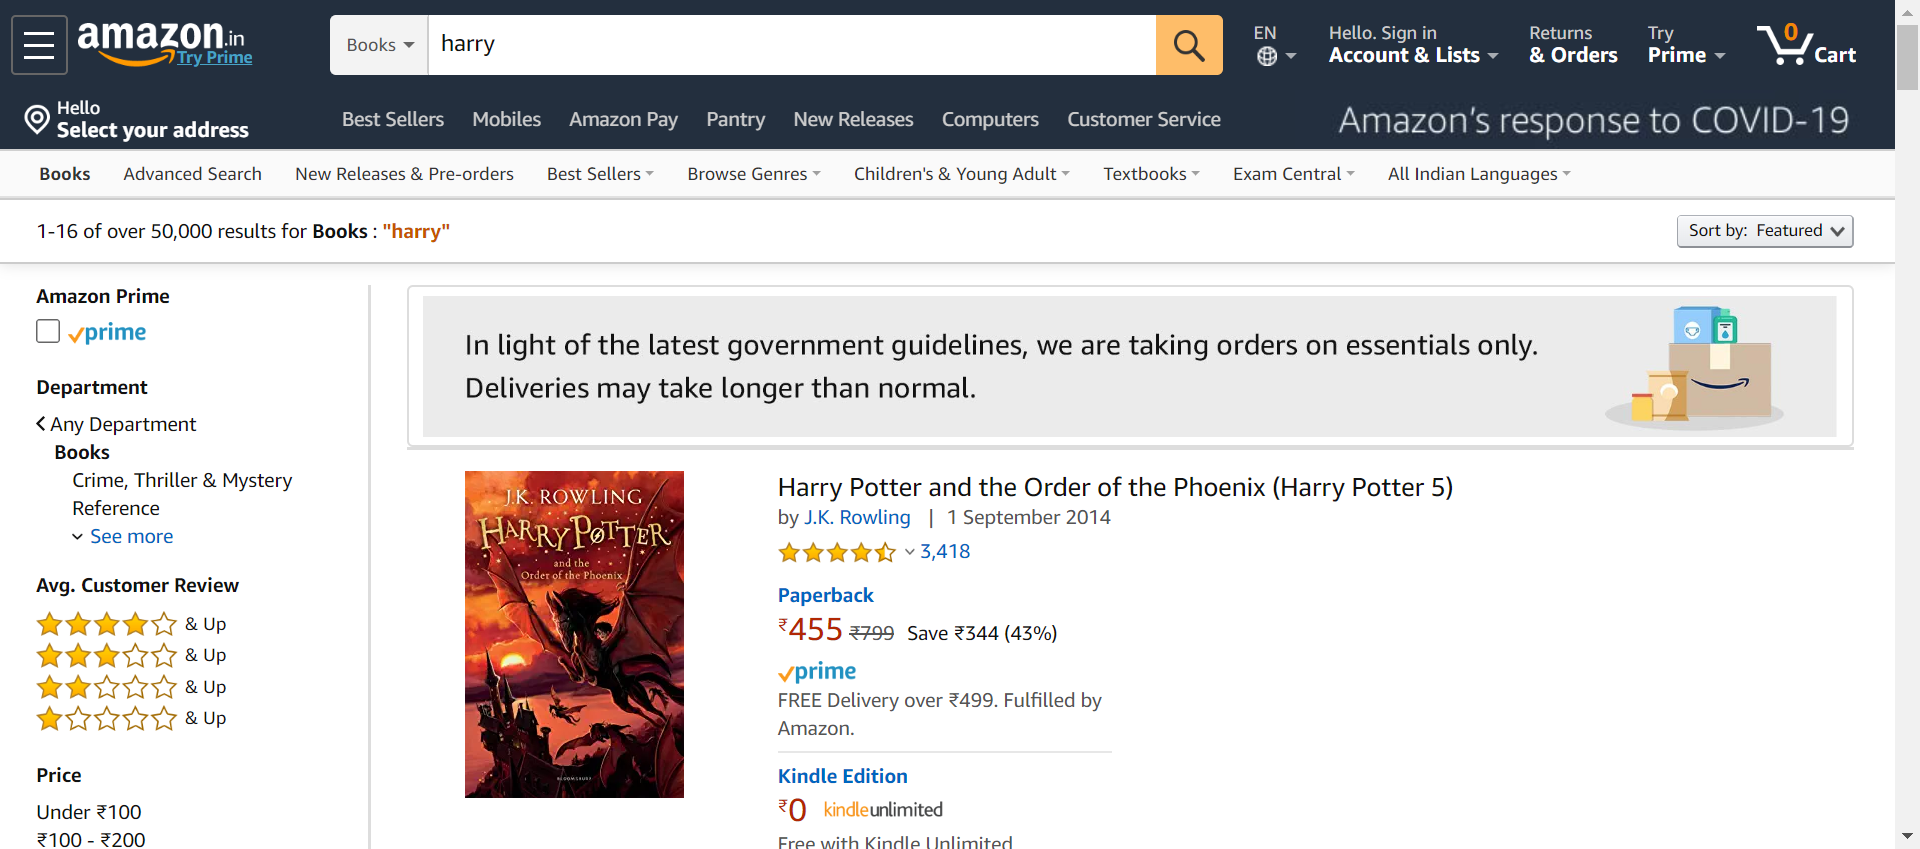 amazon.in
Try Prime
Books
harry
EN
Hello. Sign in
Account & Lists
Returns
& Orders
Try
Prime
0
Cart
Hello
Select your address
Best Sellers
Mobiles
Amazon Pay
Pantry
New Releases
Computers
Customer Service
Amazon's response to COVID-19
Books
Advanced Search
New Releases & Pre-orders
Best Sellers
Browse Genres
Children's & Young Adult
Textbooks
Exam Central
All Indian Languages
1-16 of over 50,000 results for Books : "harry"
Sort by: Featured
Amazon Prime
prime
Department
Any Department
Books
Crime, Thriller & Mystery
Reference
See more
Avg. Customer Review
& Up
& Up
& Up
& Up
Price
Under ₹100
₹100 - ₹200
In light of the latest government guidelines, we are taking orders on essentials only.
Deliveries may take longer than normal.
J.K. ROWLING
HARRY POTTER
and the
Order of the Phoenix
BLOOMSBURY
Harry Potter and the Order of the Phoenix (Harry Potter 5)
by J.K. Rowling | 1 September 2014
3,418
Paperback
₹455 ₹799 Save ₹344 (43%)
prime
FREE Delivery over ₹499. Fulfilled by
Amazon.
Kindle Edition
₹0 kindleunlimited
Free with Kindle Unlimited